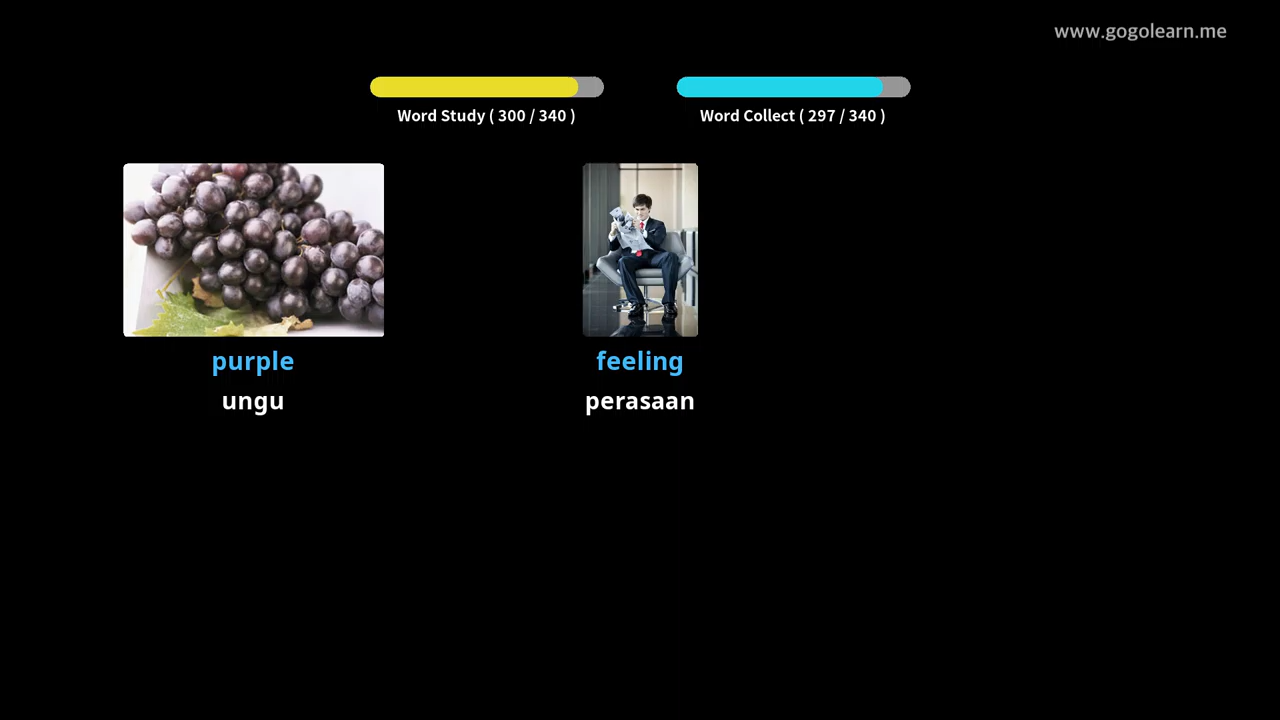 www.gogolearn.me
Word Study ( 300 / 340 )
Word Collect ( 297 / 340 )
purple
ungu
feeling
perasaan